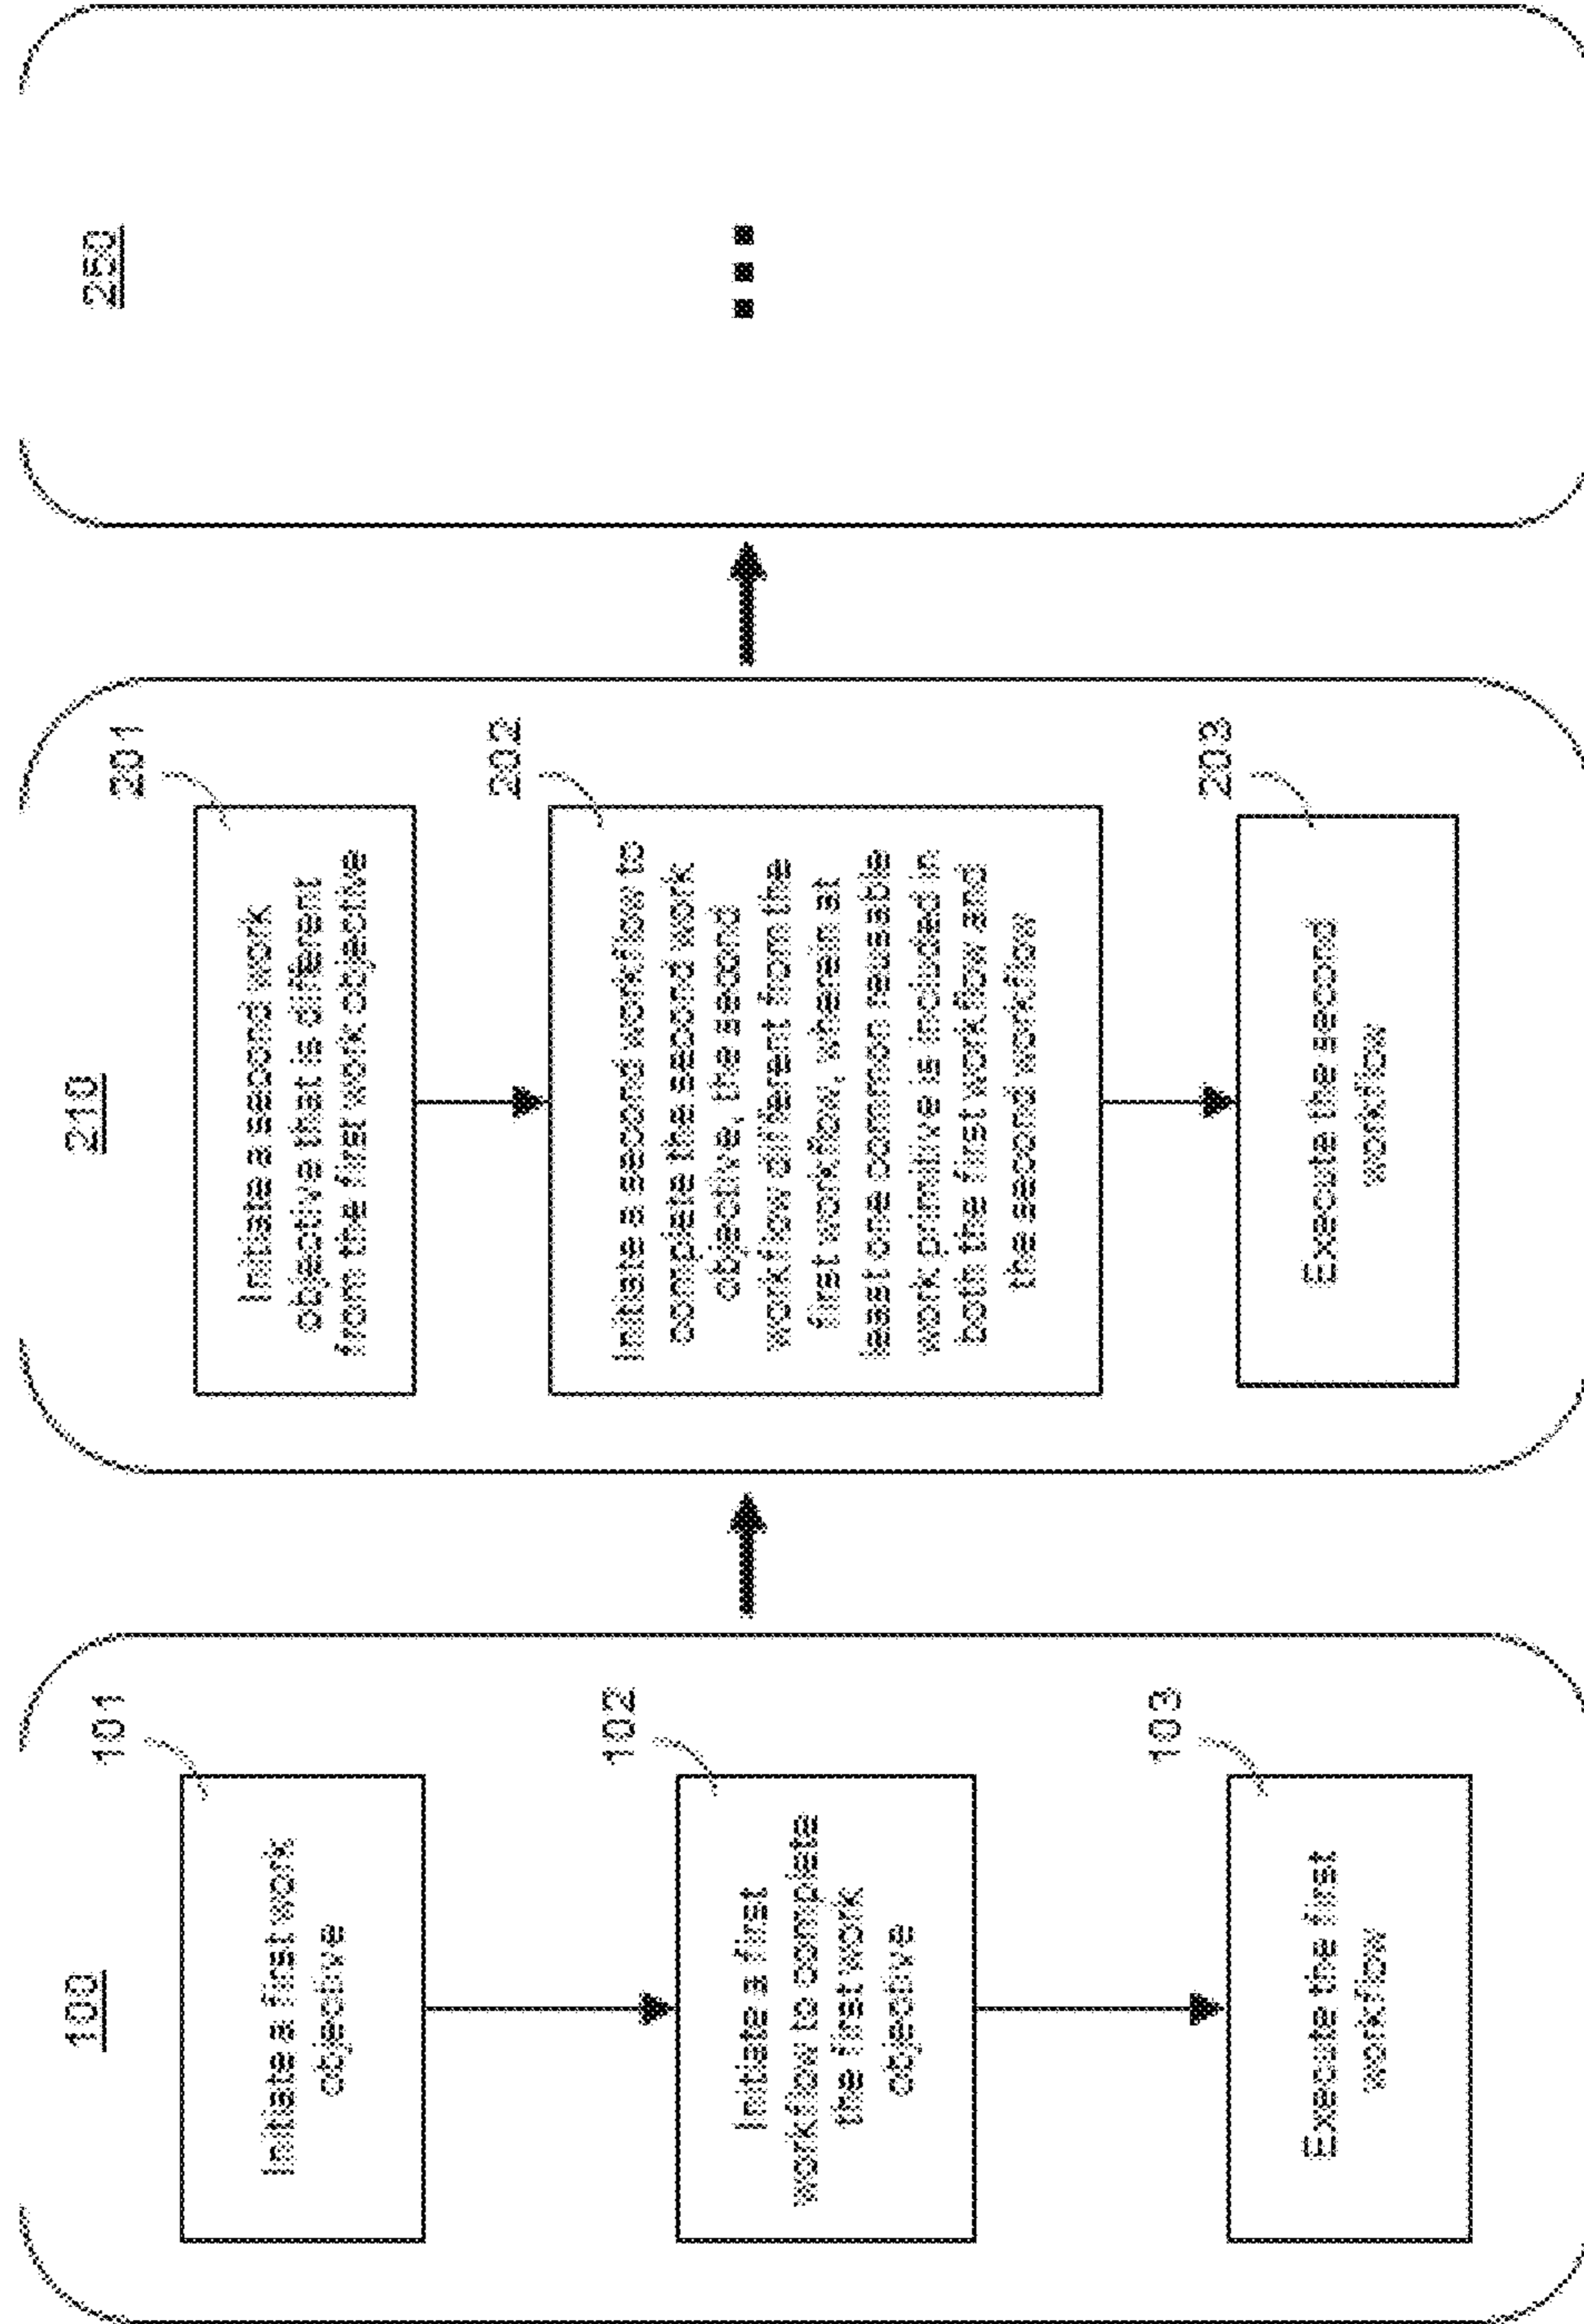 100
101
Initiate a first work
objective
102
Initiate a first
workflow to complete
the first work
objective
103
Execute the first
workflow
210
201
Initiate a second work
objective that is different
from the first work objective
202
Initiate a second workflow to
complete the second work
objective, the second
workflow different from the
first workflow, wherein at
least one common reusable
work primitive is included in
both the first workflow and
the second workflow
203
Execute the second
workflow
250
...